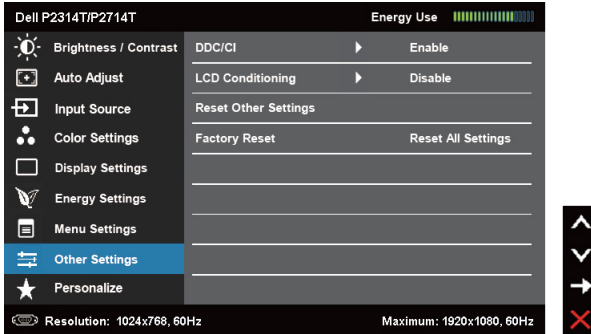 Dell P2314T/P2714T Energy Use
Brightness / Contrast DDC/CI Enable
Auto Adjust LCD Conditioning Disable
Input Source Reset Other Settings
Color Settings Factory Reset Reset All Settings
Display Settings
Energy Settings
Menu Settings
Other Settings
Personalize
Resolution: 1024x768, 60Hz Maximum: 1920x1080, 60Hz